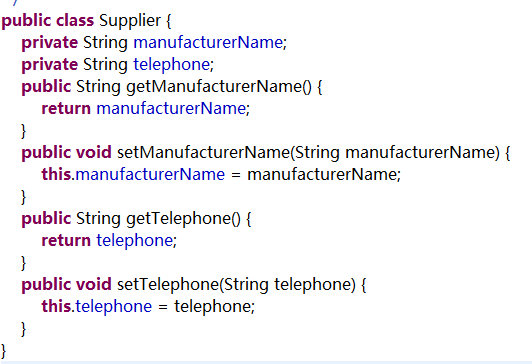 public class Supplier {
private String manufacturerName;
private String telephone;
public String getManufacturerName() {
return manufacturerName;
}
public void setManufacturerName(String manufacturerName) {
this.manufacturerName = manufacturerName;
}
public String getTelephone() {
return telephone;
}
public void setTelephone(String telephone) {
this.telephone = telephone;
}
}